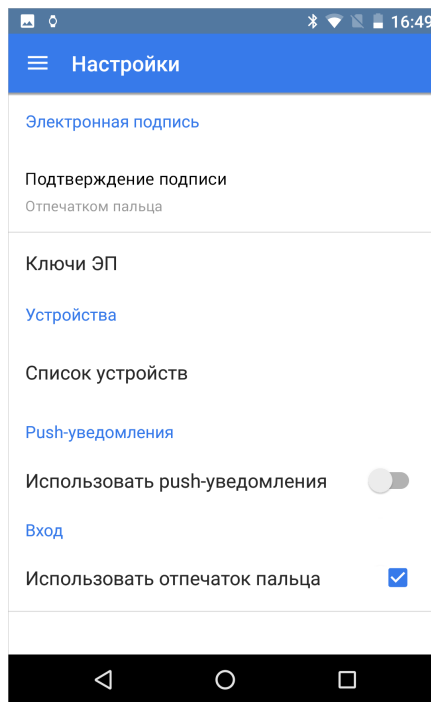 16:49
Настройки
Электронная подпись
Подтверждение подписи
Отпечатком пальца
Ключи ЭП
Устройства
Список устройств
Push-уведомления
Использовать push-уведомления
Вход
Использовать отпечаток пальца